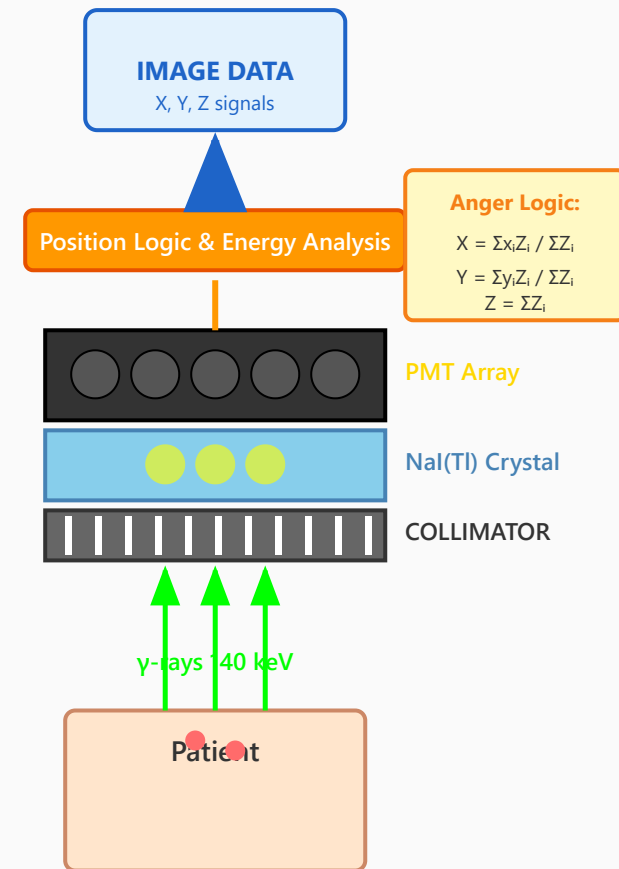 IMAGE DATA
X, Y, Z signals
Position Logic & Energy Analysis
Anger Logic:
X = ΣxᵢZᵢ / ΣZᵢ
Y = ΣyᵢZᵢ / ΣZᵢ
Z = ΣZᵢ
PMT Array
NaI(Tl) Crystal
COLLIMATOR
γ-rays 140 keV
Patient